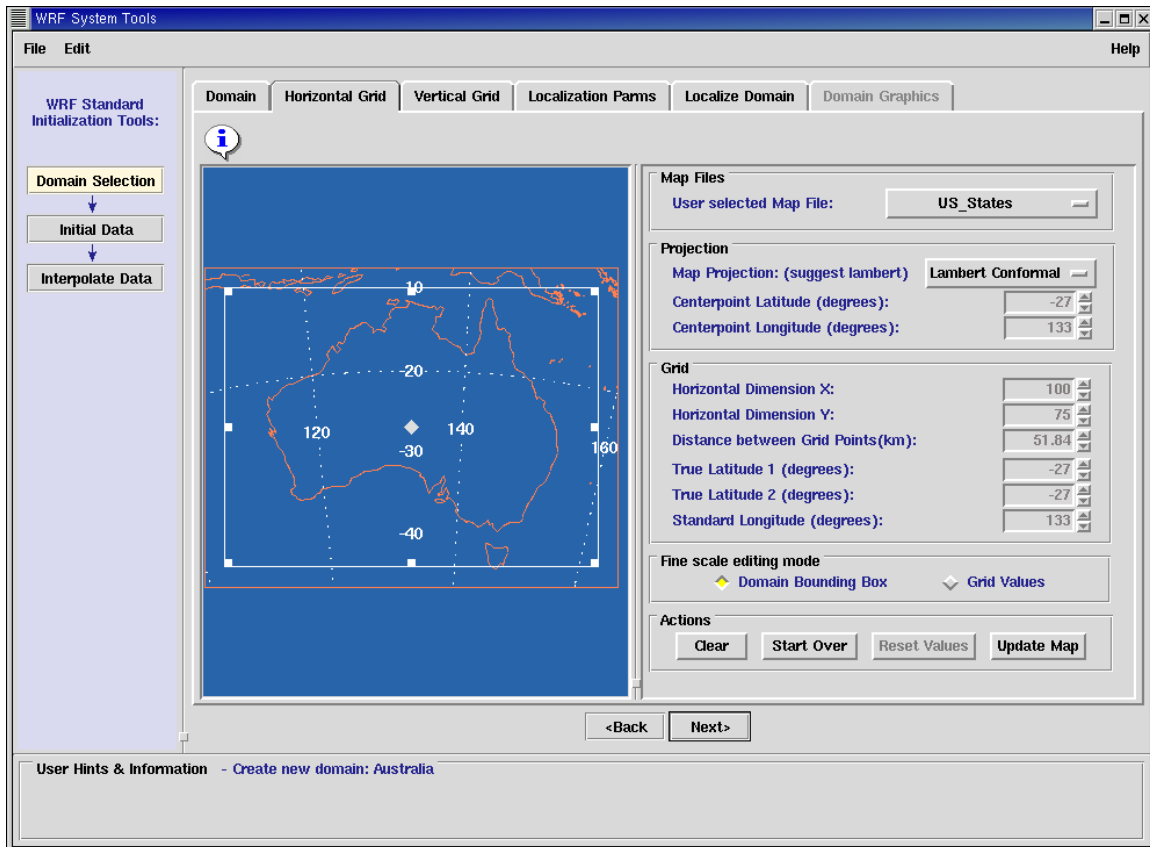 WRF System Tools
File Edit Help
WRF Standard
Initialization Tools:
Domain Selection
Initial Data
Interpolate Data
Domain Horizontal Grid Vertical Grid Localization Parms Localize Domain Domain Graphics
i
10
-20
120 140
-30 160
-40
Map Files
User selected Map File: US_States
Projection
Map Projection: (suggest lambert) Lambert Conformal
Centerpoint Latitude (degrees): -27
Centerpoint Longitude (degrees): 133
Grid
Horizontal Dimension X: 100
Horizontal Dimension Y: 75
Distance between Grid Points(km): 51.84
True Latitude 1 (degrees): -27
True Latitude 2 (degrees): -27
Standard Longitude (degrees): 133
Fine scale editing mode
Domain Bounding Box Grid Values
Actions
Clear Start Over Reset Values Update Map
<Back Next>
User Hints & Information - Create new domain: Australia